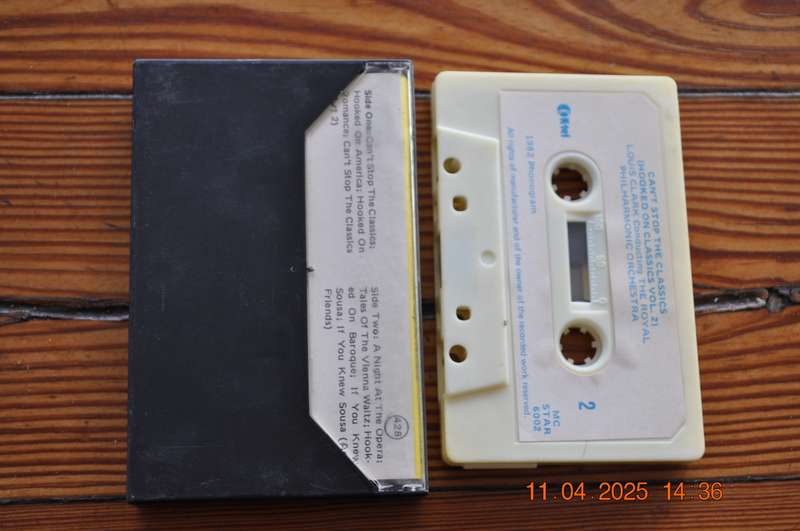 Side One: Can't Stop The Classics;
Hooked On America; Hooked On
Romance; Can't Stop The Classics
2)
Side Two: A Night At The Opera;
Tales Of The Vienna Waltz; Hook-
ed On Baroque; If You Knew
Sousa; If You Knew Sousa (
Friends)
428
CAN'T STOP THE CLASSICS
(HOOKED ON CLASSICS VOL. 2)
LOUIS CLARK Conducting THE ROYAL
PHILHARMONIC ORCHESTRA
K-tel
1982 Phonogram
All rights of manufacturer and of the owner of the recorded work reserved.
2
MC
STAR
6002
11.04.2025 14:36